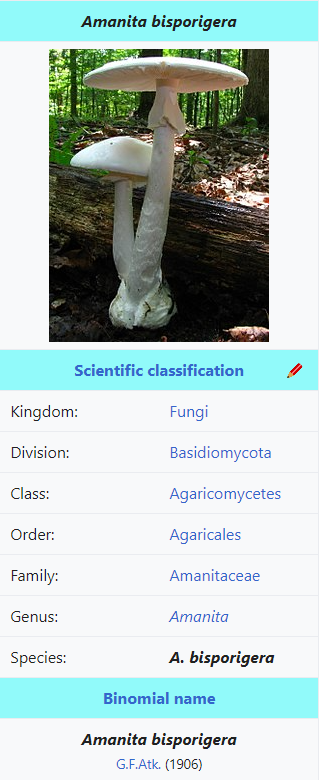 Amanita bisporigera
Scientific classification
Kingdom: Fungi
Division: Basidiomycota
Class: Agaricomycetes
Order: Agaricales
Family: Amanitaceae
Genus: Amanita
Species: A. bisporigera
Binomial name
Amanita bisporigera
G.F.Atk. (1906)